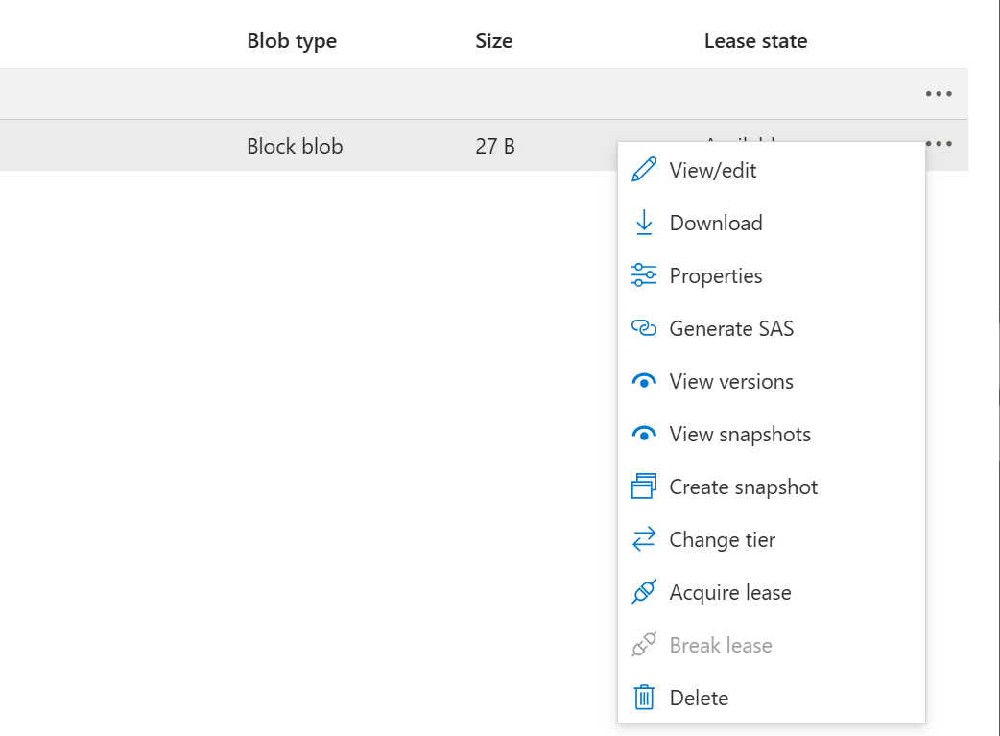 Blob type Size Lease state
Block blob 27 B
View/edit
Download
Properties
Generate SAS
View versions
View snapshots
Create snapshot
Change tier
Acquire lease
Break lease
Delete